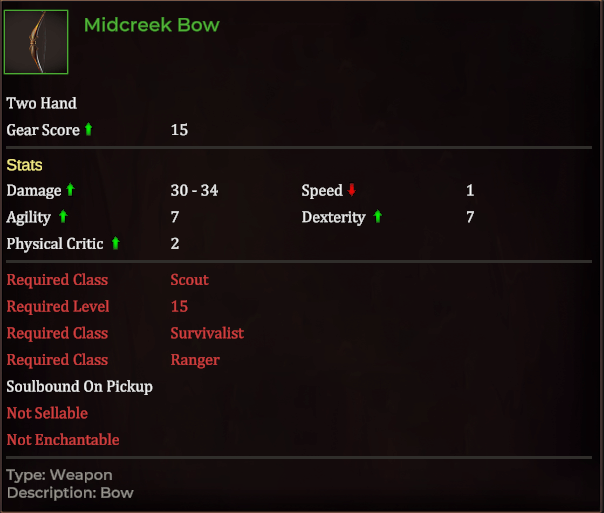 Midcreek Bow
Two Hand
Gear Score 15
Stats
Damage 30 - 34 Speed 1
Agility 7 Dexterity 7
Physical Critic 2
Required Class Scout
Required Level 15
Required Class Survivalist
Required Class Ranger
Soulbound On Pickup
Not Sellable
Not Enchantable
Type: Weapon
Description: Bow